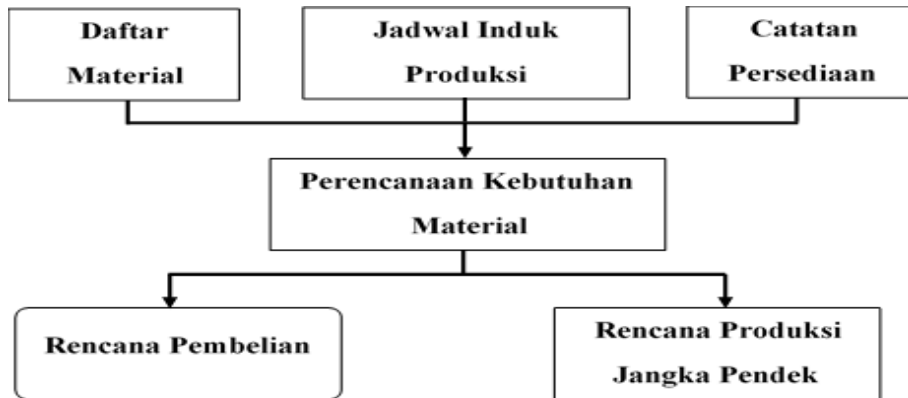 Daftar
Material
Jadwal Induk
Produksi
Catatan
Persediaan
Perencanaan Kebutuhan
Material
Rencana Pembelian
Rencana Produksi
Jangka Pendek